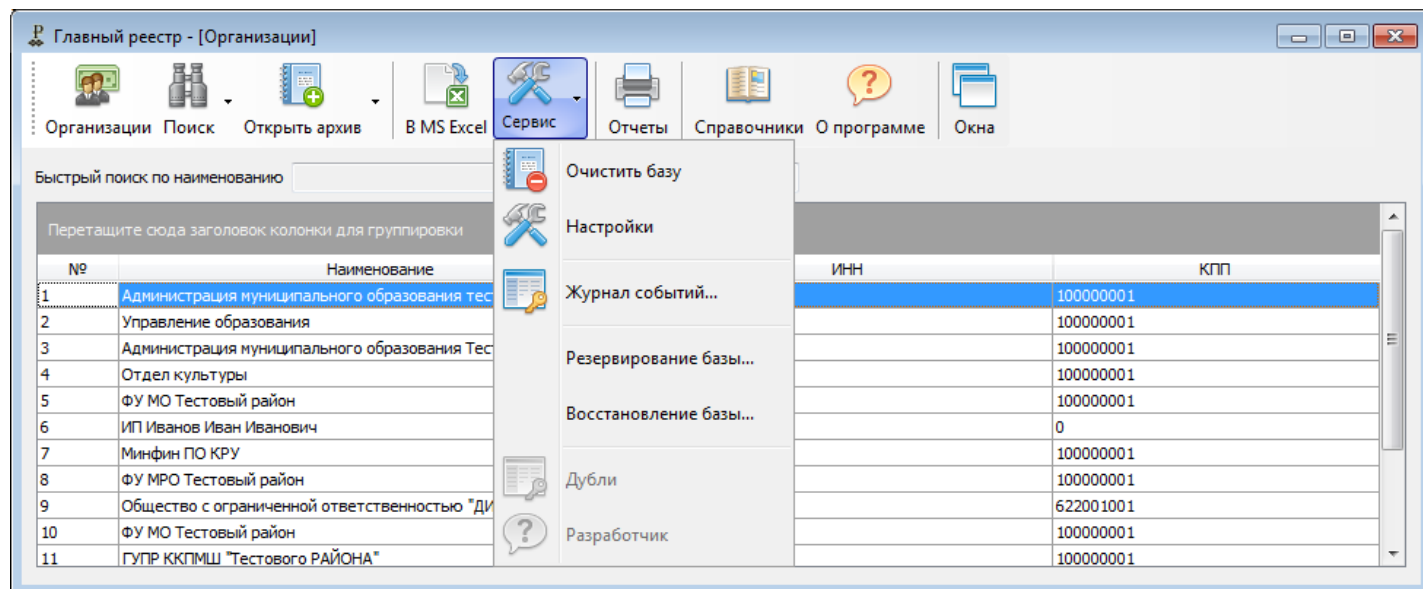 Главный реестр - [Организации]
Организации Поиск Открыть архив В MS Excel Сервис Отчеты Справочники О программе Окна
Быстрый поиск по наименованию
Очистить базу
Настройки
Журнал событий...
Резервирование базы...
Восстановление базы...
Дубли
Разработчик
Перетащите сюда заголовок колонки для группировки
№ Наименование ИНН КПП
1 Администрация муниципального образования тес 100000001
2 Управление образования 100000001
3 Администрация муниципального образования Тес 100000001
4 Отдел культуры 100000001
5 ФУ МО Тестовый район 100000001
6 ИП Иванов Иван Иванович 0
7 Минфин ПО КРУ 100000001
8 ФУ МРО Тестовый район 100000001
9 Общество с ограниченной ответственностью "ДИ 622001001
10 ФУ МО Тестовый район 100000001
11 ГУПР ККПМШ "Тестового РАЙОНА" 100000001